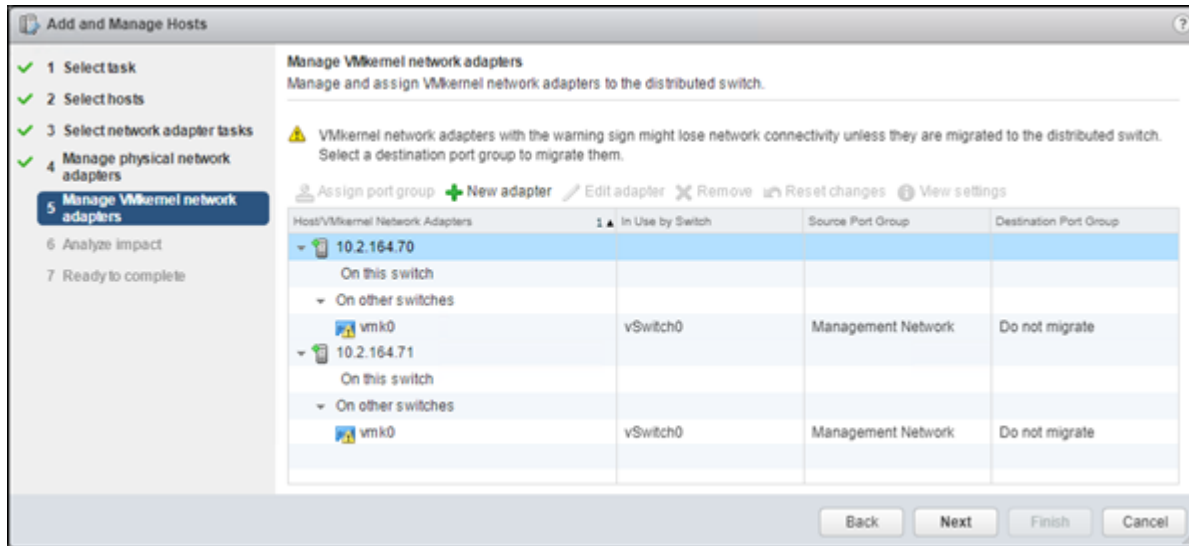 Add and Manage Hosts
?
1 Select task
2 Select hosts
3 Select network adapter tasks
4 Manage physical network
adapters
5 Manage VMkernel network
adapters
6 Analyze impact
7 Ready to complete
Manage VMkernel network adapters
Manage and assign VMkernel network adapters to the distributed switch.
VMkernel network adapters with the warning sign might lose network connectivity unless they are migrated to the distributed switch.
Select a destination port group to migrate them.
Assign port group New adapter Edit adapter Remove Reset changes View settings
Host/VMkernel Network Adapters 1 ▲ In Use by Switch Source Port Group Destination Port Group
10.2.164.70
On this switch
On other switches
vmk0 vSwitch0 Management Network Do not migrate
10.2.164.71
On this switch
On other switches
vmk0 vSwitch0 Management Network Do not migrate
Back Next Finish Cancel